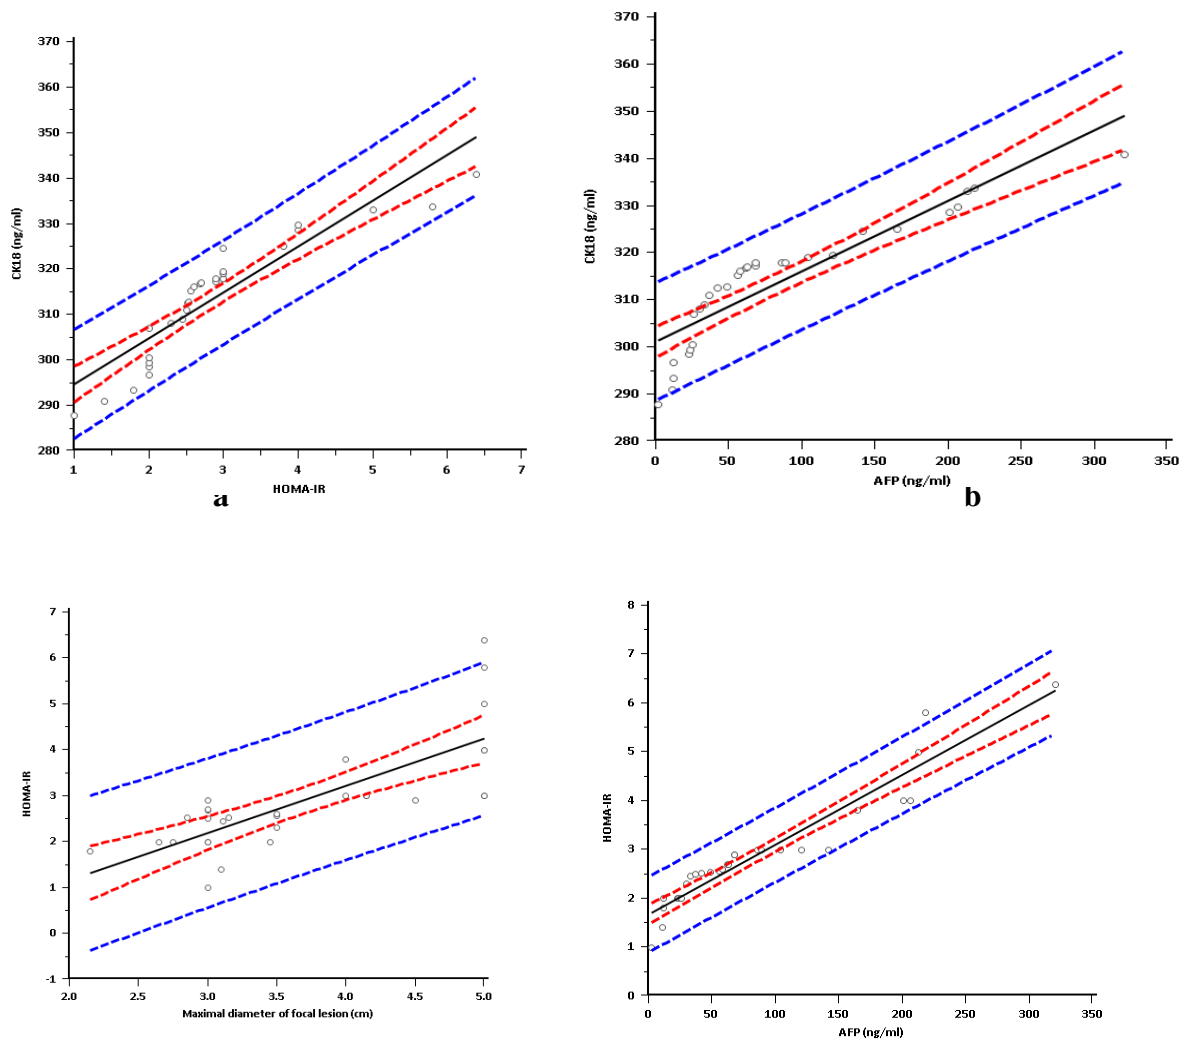 370
360
350
340
330
320
310
300
290
280
CK18 (ng/ml)
1 2 3 4 5 6 7
HOMA-IR
a
370
360
350
340
330
320
310
300
290
280
CK18 (ng/ml)
0 50 100 150 200 250 300 350
AFP (ng/ml)
b
7
6
5
4
3
2
1
0
-1
HOMA-IR
2.0 2.5 3.0 3.5 4.0 4.5 5.0
Maximal diameter of focal lesion (cm)
8
7
6
5
4
3
2
1
0
HOMA-IR
0 50 100 150 200 250 300 350
AFP (ng/ml)